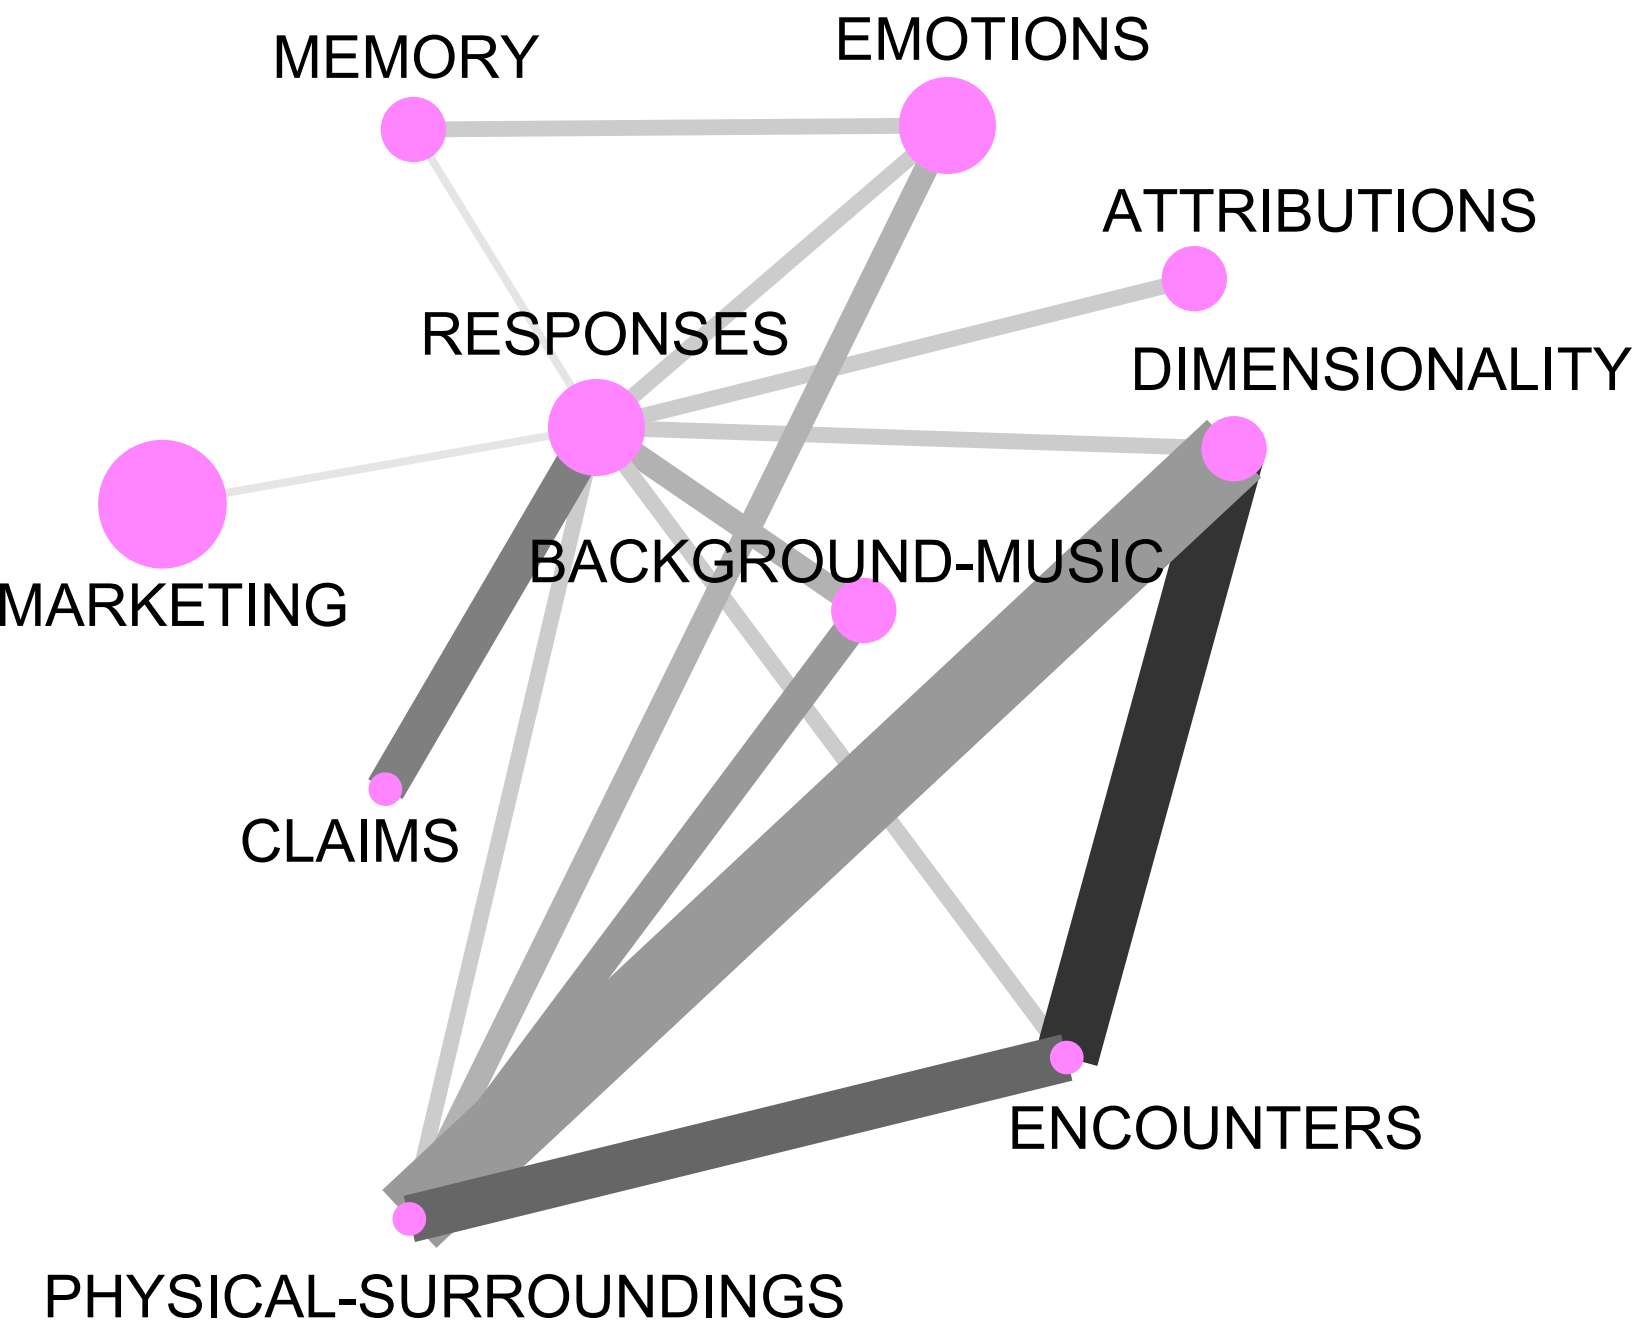 EMOTIONS
MEMORY
ATTRIBUTIONS
RESPONSES
DIMENSIONALITY
BACKGROUND-MUSIC
MARKETING
CLAIMS
ENCOUNTERS
PHYSICAL-SURROUNDINGS